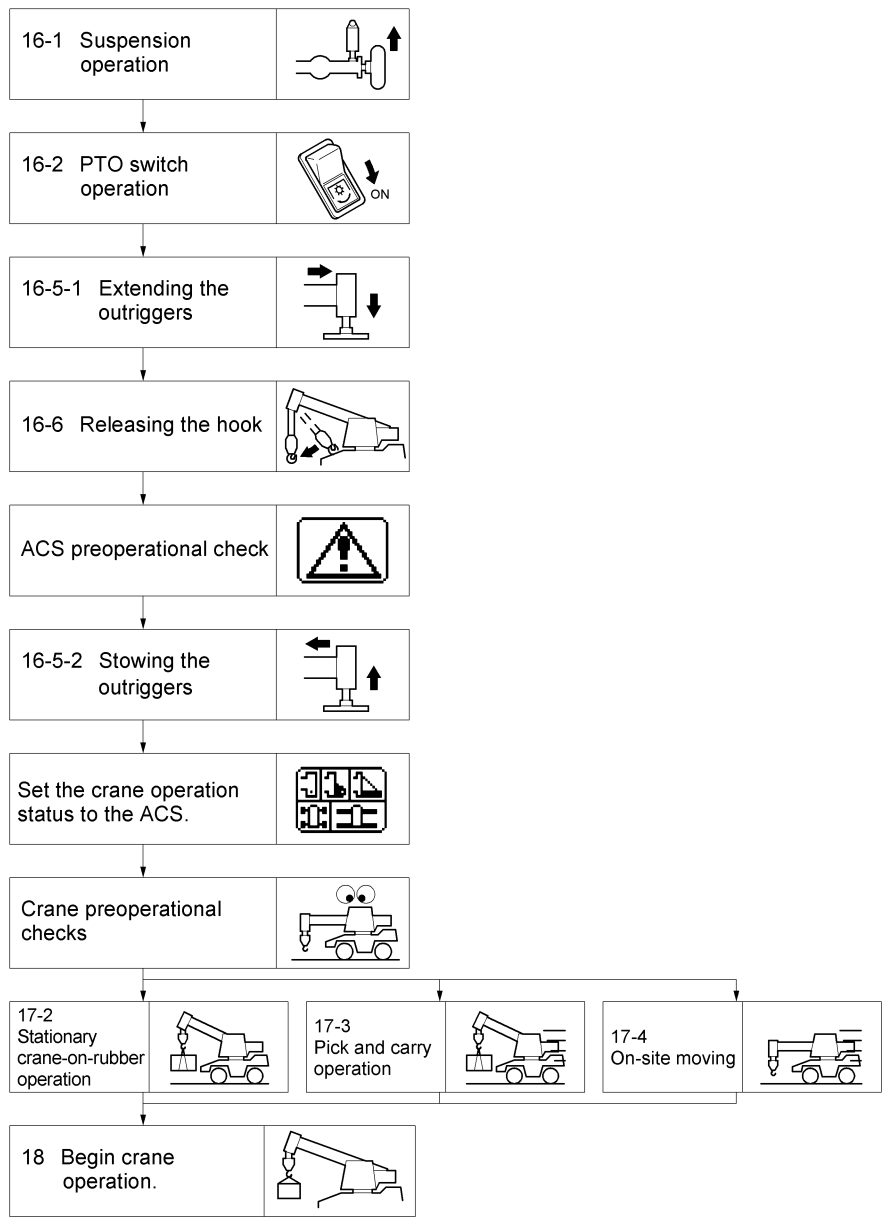 16-1 Suspension
operation
16-2 PTO switch
operation
ON
16-5-1 Extending the
outriggers
16-6 Releasing the hook
ACS preoperational check
16-5-2 Stowing the
outriggers
Set the crane operation
status to the ACS.
Crane preoperational
checks
17-2
Stationary
crane-on-rubber
operation
17-3
Pick and carry
operation
17-4
On-site moving
18 Begin crane
operation.